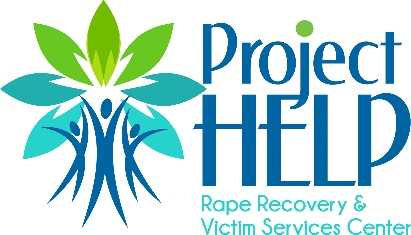 Project
HELP
Rape Recovery &
Victim Services Center